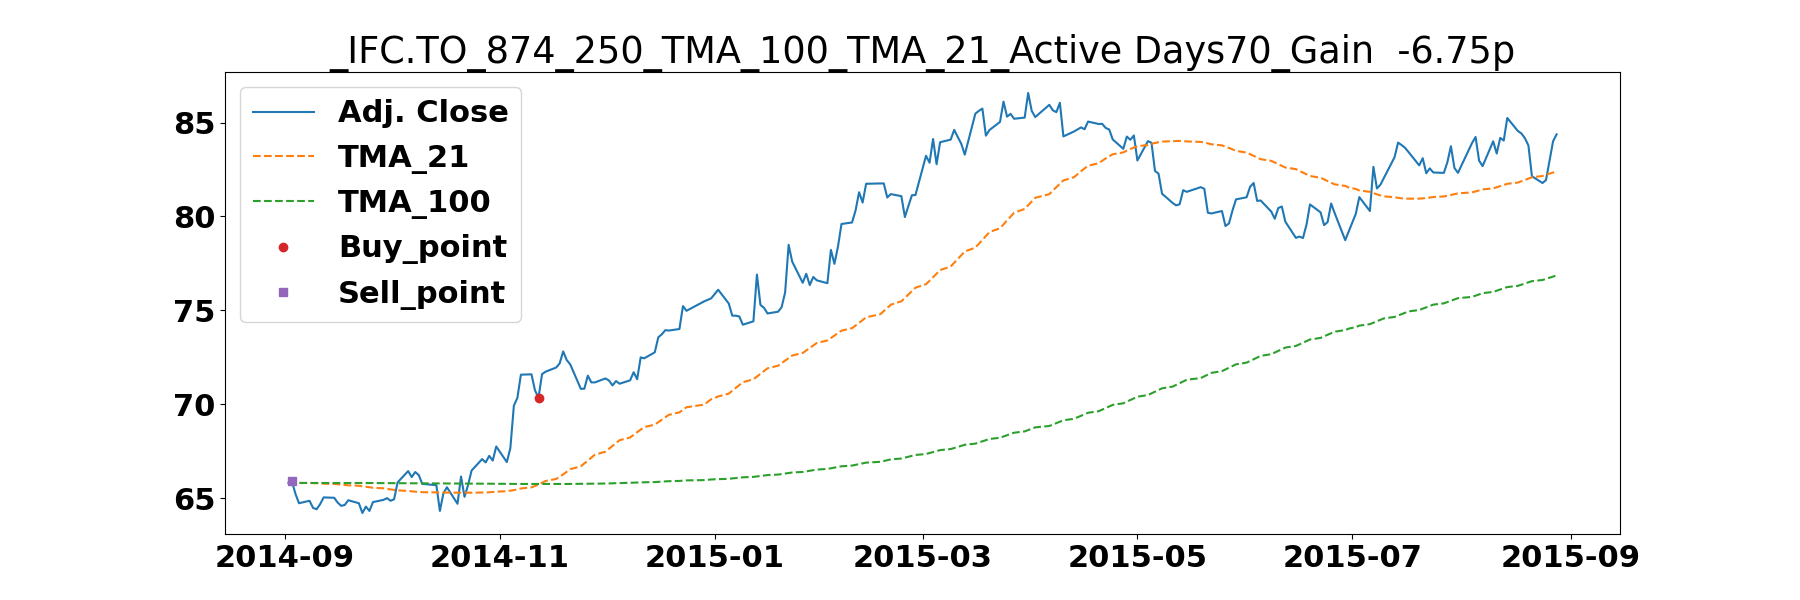 _IFC.TO_874_250_TMA_100_TMA_21_Active Days70_Gain  -6.75p
Adj. Close
TMA_21
TMA_100
Buy_point
Sell_point
85
80
75
70
65
2014-09
2014-11
2015-01
2015-03
2015-05
2015-07
2015-09